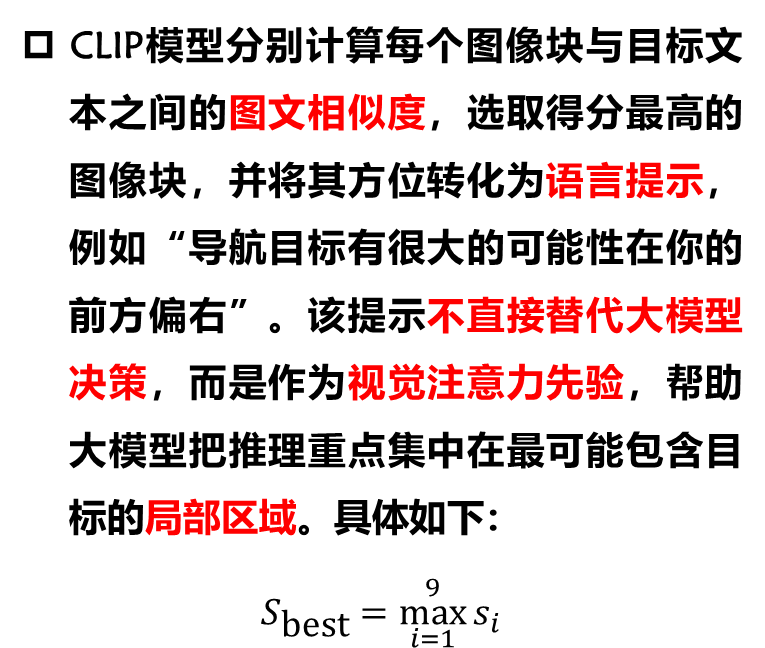 CLIP模型分别计算每个图像块与目标文
本之间的图文相似度，选取得分最高的
图像块，并将其方位转化为语言提示，
例如“导航目标有很大的可能性在你的
前方偏右”。该提示不直接替代大模型
决策，而是作为视觉注意力先验，帮助
大模型把推理重点集中在最可能包含目
标的局部区域。具体如下：
$S_{\text{best}} = \max_{i=1}^{9} s_i$